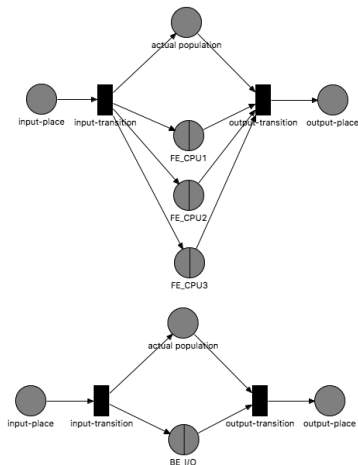 actual population
input-place
input-transition
output-transition
output-place
FE_CPU1
FE_CPU2
FE_CPU3
actual population
input-place
input-transition
output-transition
output-place
BE_I/O